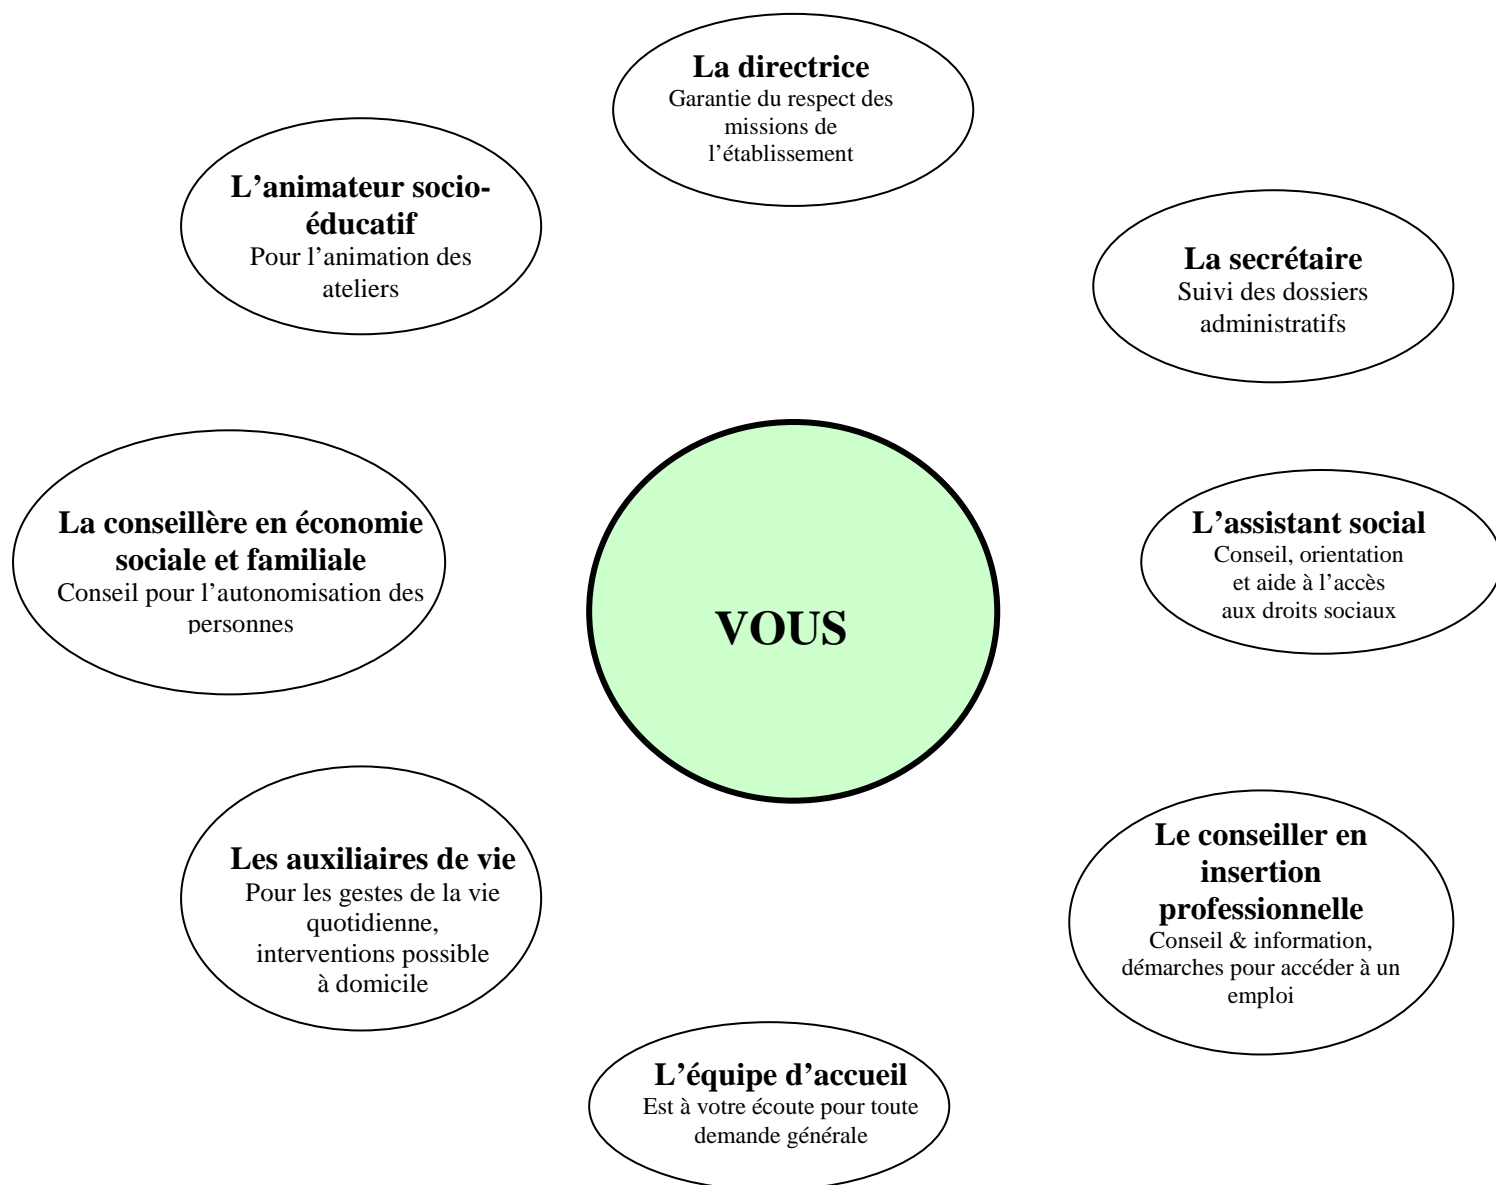 La directrice
Garantie du respect des
missions de
l’établissement
L’animateur socio-
éducatif
Pour l’animation des
ateliers
La secrétaire
Suivi des dossiers
administratifs
La conseillère en économie
sociale et familiale
Conseil pour l’autonomisation des
personnes
L’assistant social
Conseil, orientation
et aide à l’accès
aux droits sociaux
VOUS
Les auxiliaires de vie
Pour les gestes de la vie
quotidienne,
interventions possible
à domicile
Le conseiller en
insertion
professionnelle
Conseil & information,
démarches pour accéder à un
emploi
L’équipe d’accueil
Est à votre écoute pour toute
demande générale